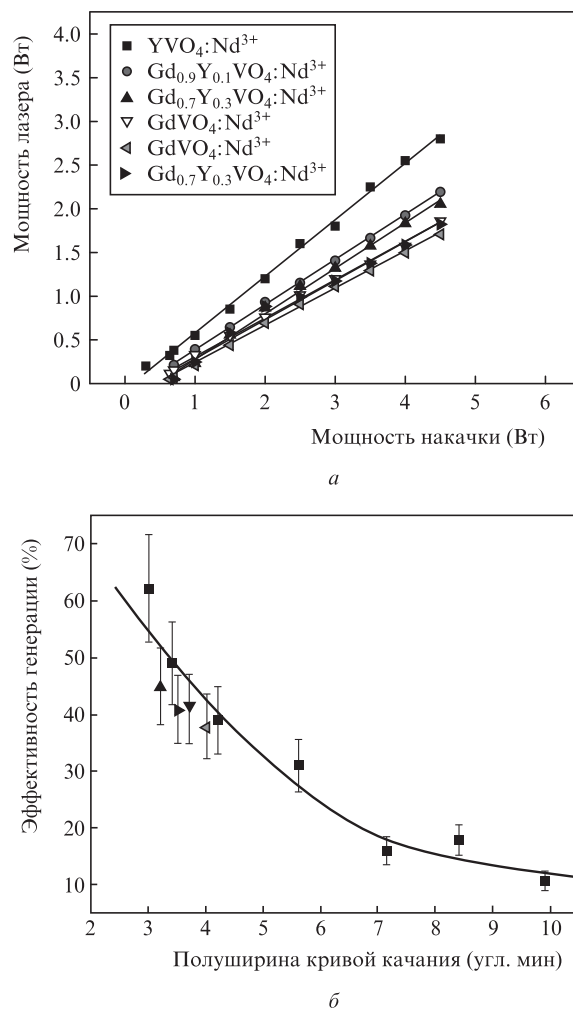 Мощность лазера (Вт)
4.0
3.5
3.0
2.5
2.0
1.5
1.0
0.5
0
YVO₄:Nd³⁺
Gd₀.₉Y₀.₁VO₄:Nd³⁺
Gd₀.₇Y₀.₃VO₄:Nd³⁺
GdVO₄:Nd³⁺
GdVO₄:Nd³⁺
Gd₀.₇Y₀.₃VO₄:Nd³⁺
0 1 2 3 4 5 6
Мощность накачки (Вт)
а
Эффективность генерации (%)
70
60
50
40
30
20
10
2 3 4 5 6 7 8 9 10
Полуширина кривой качания (угл. мин)
б